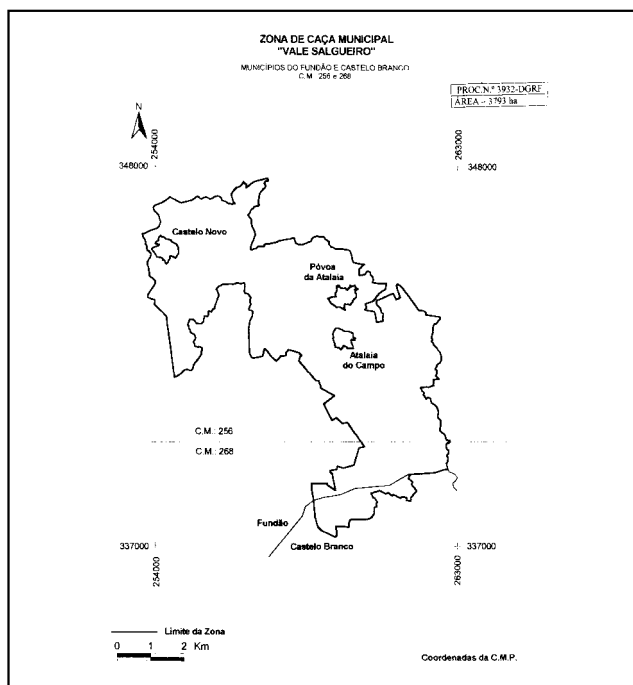 ZONA DE CAÇA MUNICIPAL
"VALE SALGUEIRO"
MUNICÍPIOS DO FUNDÃO E CASTELO BRANCO
C.M. 256 e 268
PROC.N.º 3932-DGRF
ÁREA – 3793 ha
N
254000
263000
348000
348000
Castelo Novo
Póvoa
da Atalaia
Atalaia
do Campo
C.M.: 256
C.M.: 268
Fundão
Castelo Branco
337000
337000
254000
263000
Limite da Zona
0 1 2 Km
Coordenadas da C.M.P.